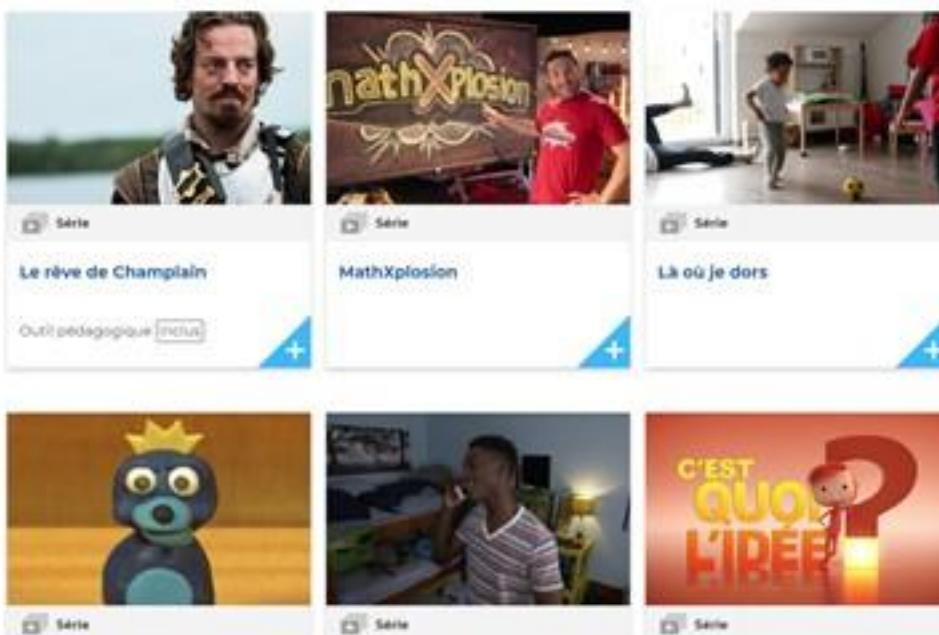 mathXplosion
Série
Série
Série
Le rêve de Champlain
MathXplosion
Là où je dors
Outil pédagogique inclus
C'EST
QUOI
L'IDÉE
?
Série
Série
Série